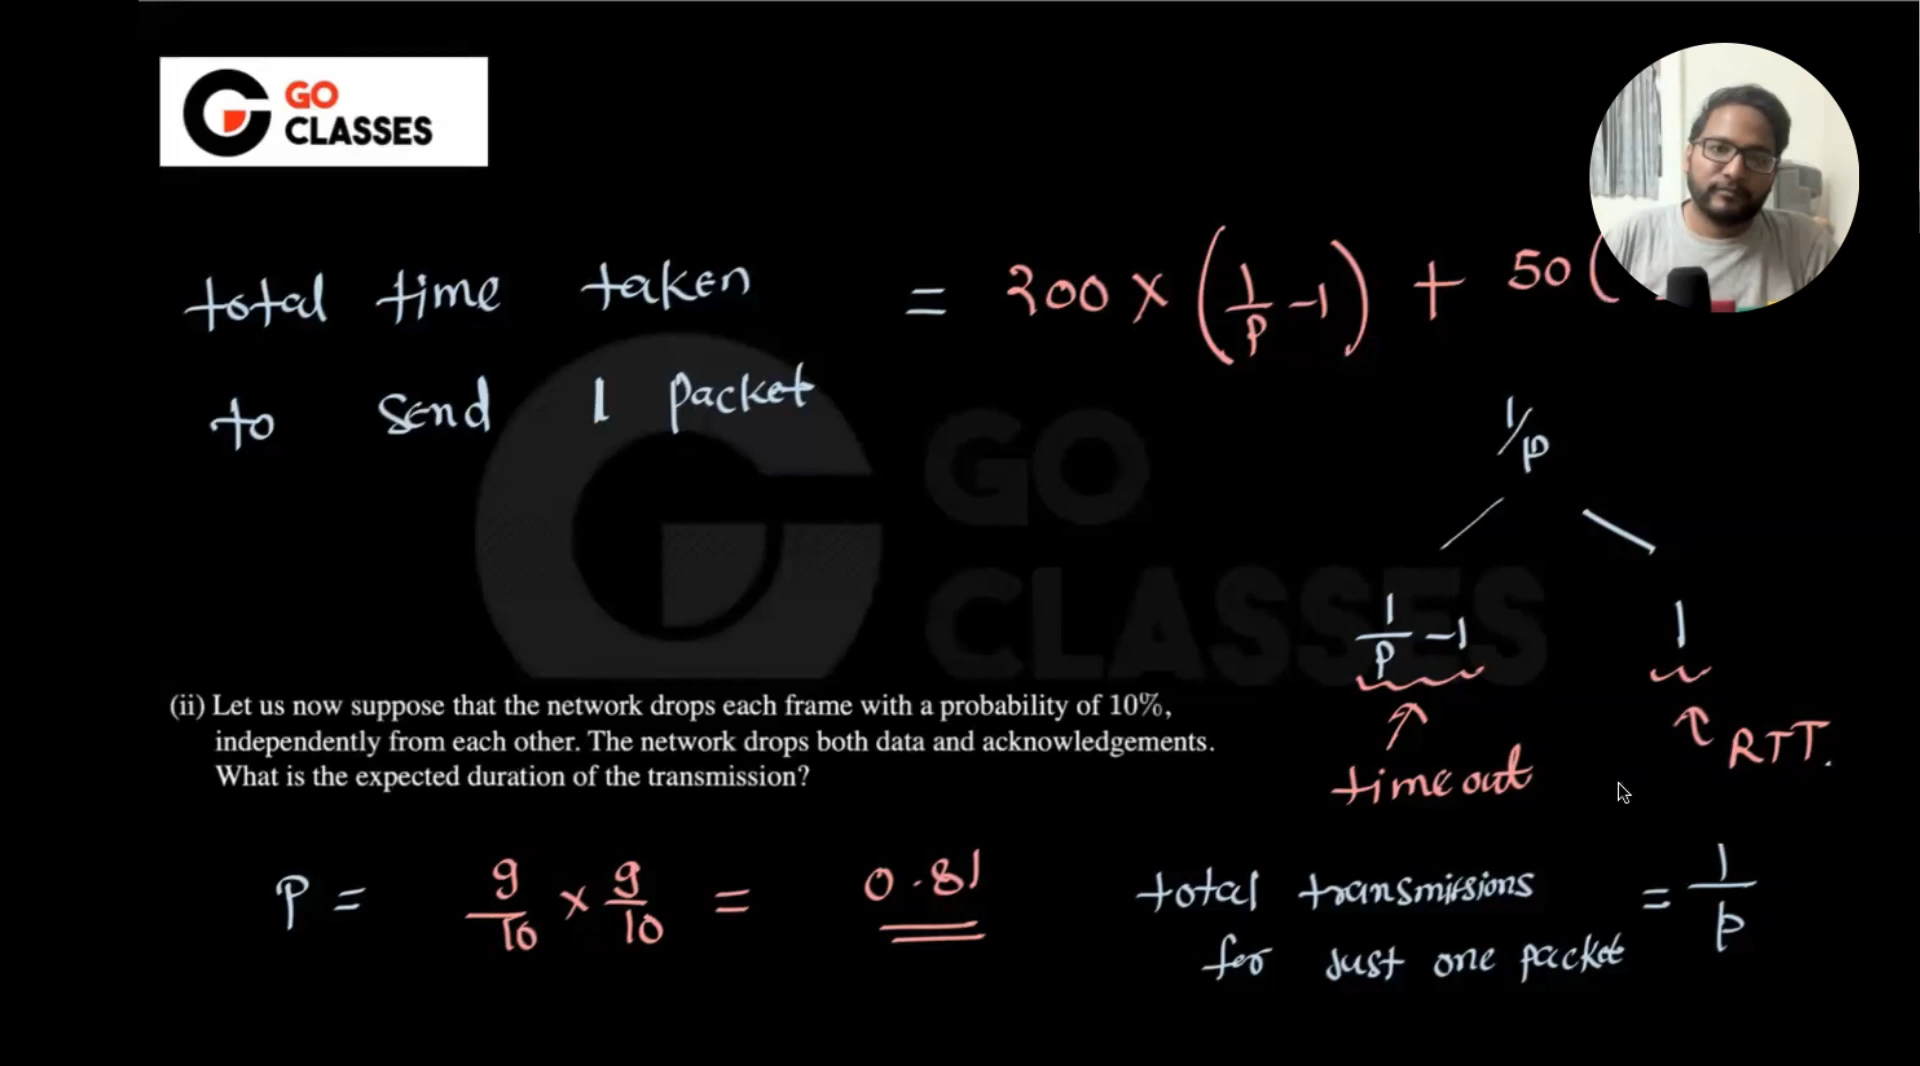 GO
CLASSES
total time taken = 200 × (1/p - 1) + 50 (
to send 1 packet
1/p
GO
CLASSES
1/p - 1 1
time out RTT.
(ii) Let us now suppose that the network drops each frame with a probability of 10%,
independently from each other. The network drops both data and acknowledgements.
What is the expected duration of the transmission?
P = 9/10 × 9/10 = 0.81
total transmissions = 1/p
for just one packet